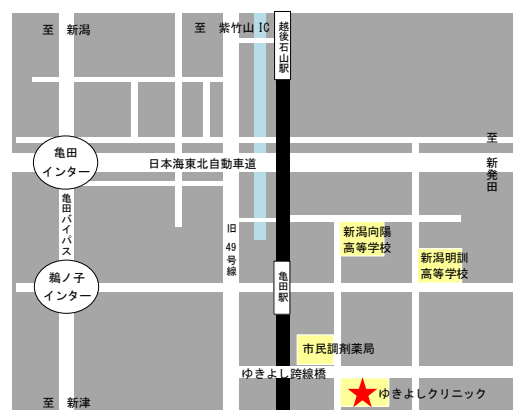 至 新潟
至 紫竹山 IC
越後石山駅
亀田
インター
日本海東北自動車道
至 新発田
亀田バイパス
旧49号線
新潟向陽
高等学校
新潟明訓
高等学校
鵜ノ子
インター
亀田駅
市民調剤薬局
ゆきよし跨線橋
ゆきよしクリニック
至 新津